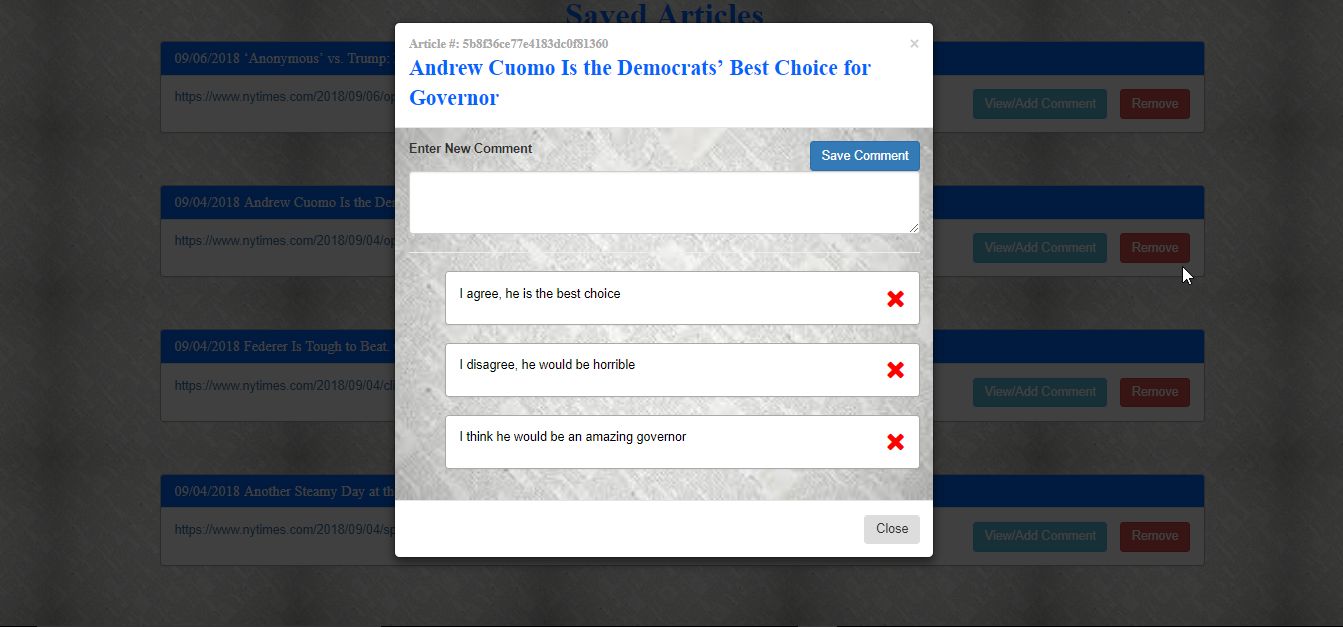 Saved Articles
Article #: 5b8f36ce77e4183dc0f81360
×
Andrew Cuomo Is the Democrats’ Best Choice for
Governor
09/06/2018 ‘Anonymous’ vs. Trump:
https://www.nytimes.com/2018/09/06/op
View/Add Comment
Remove
Enter New Comment
Save Comment
09/04/2018 Andrew Cuomo Is the De
https://www.nytimes.com/2018/09/04/op
View/Add Comment
Remove
I agree, he is the best choice
I disagree, he would be horrible
I think he would be an amazing governor
09/04/2018 Federer Is Tough to Beat.
https://www.nytimes.com/2018/09/04/cli
View/Add Comment
Remove
09/04/2018 Another Steamy Day at th
https://www.nytimes.com/2018/09/04/sp
View/Add Comment
Remove
Close